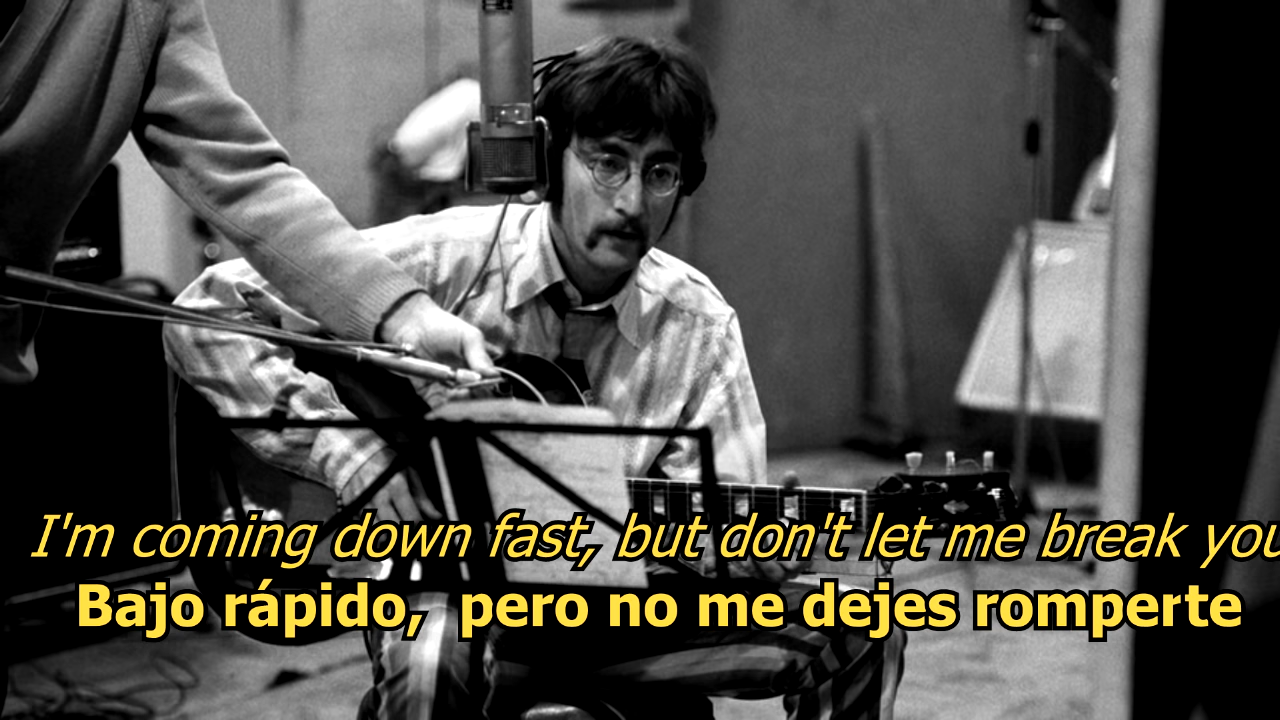 I'm coming down fast, but don't let me break you
Bajo rápido,  pero no me dejes romperte